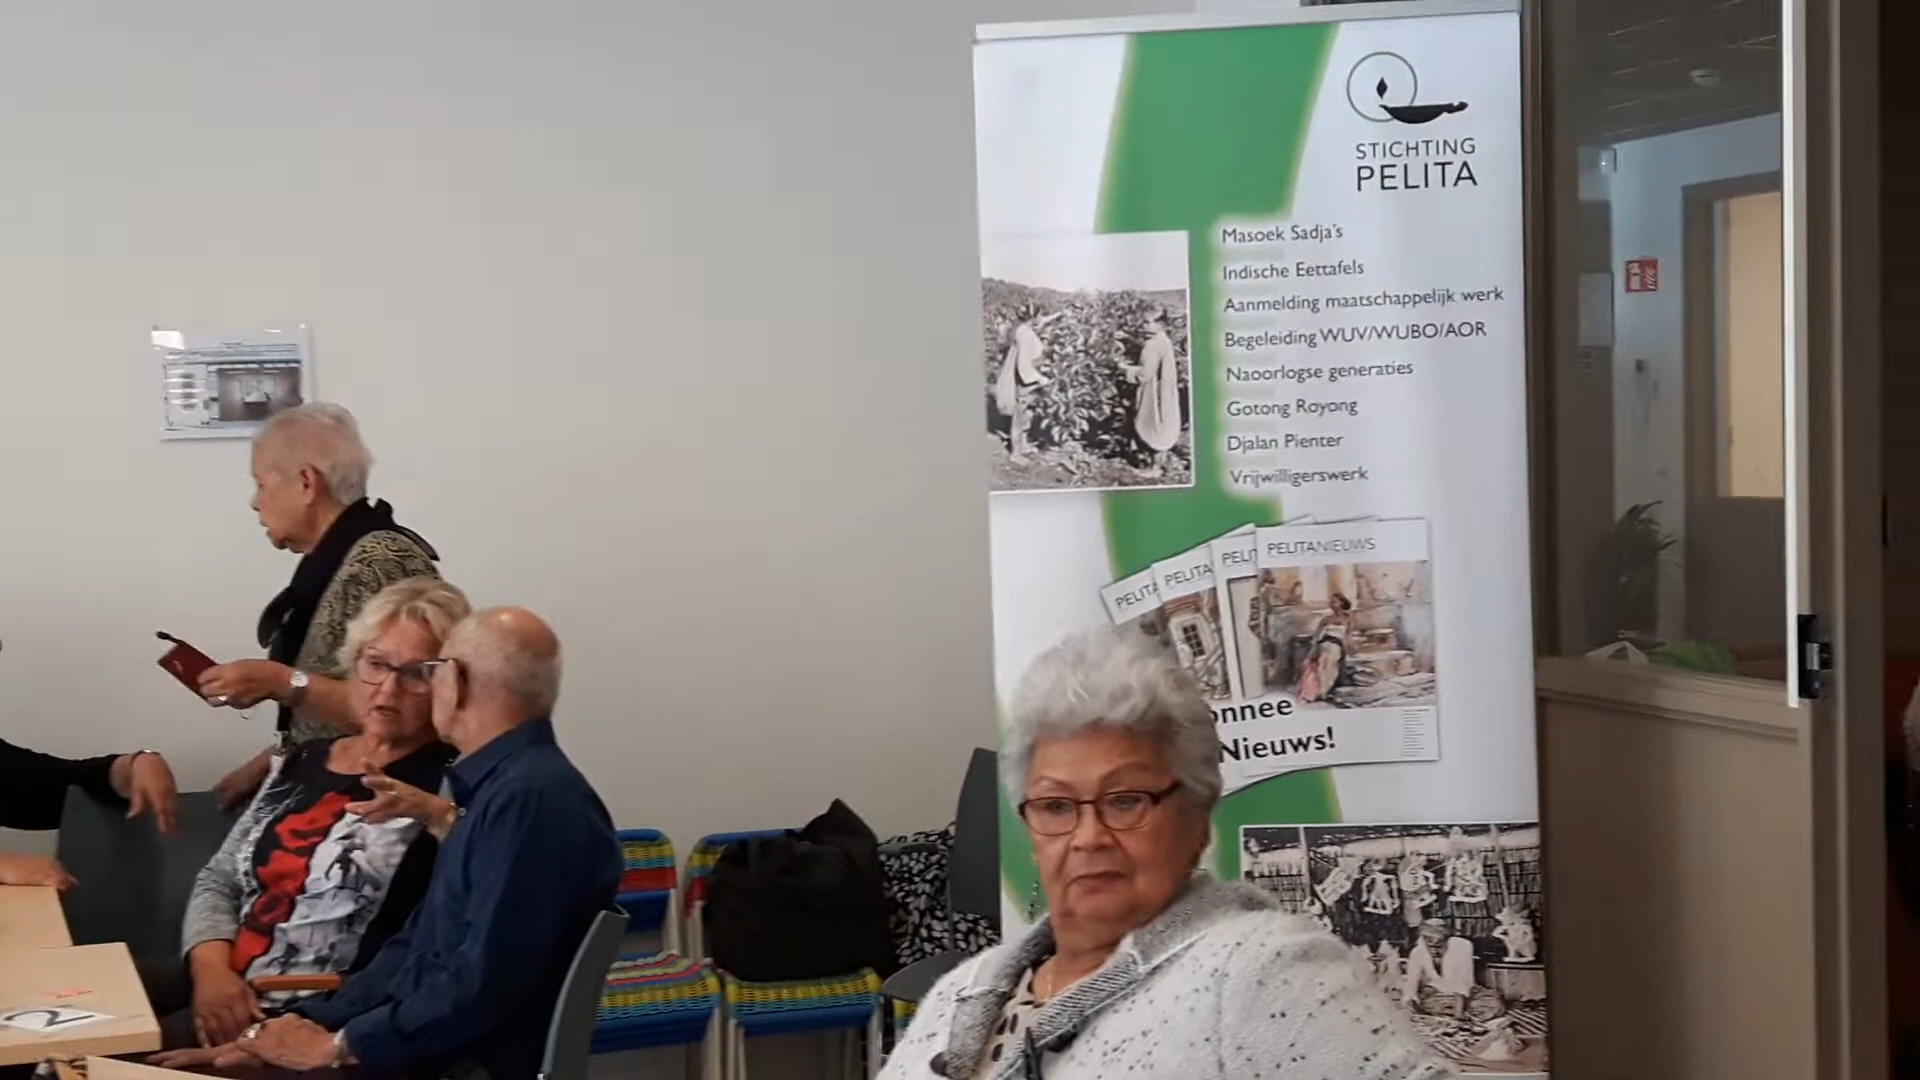 STICHTING
PELITA
Masoek Sadja's
Indische Eettafels
Aanmelding maatschappelijk werk
Begeleiding WUV/WUBO/AOR
Naoorlogse generaties
Gotong Royong
Djalan Pienter
Vrijwilligerswerk
PELITA
PELITA
PELIT
PELITANIEUWS
onnee
Nieuws!
2